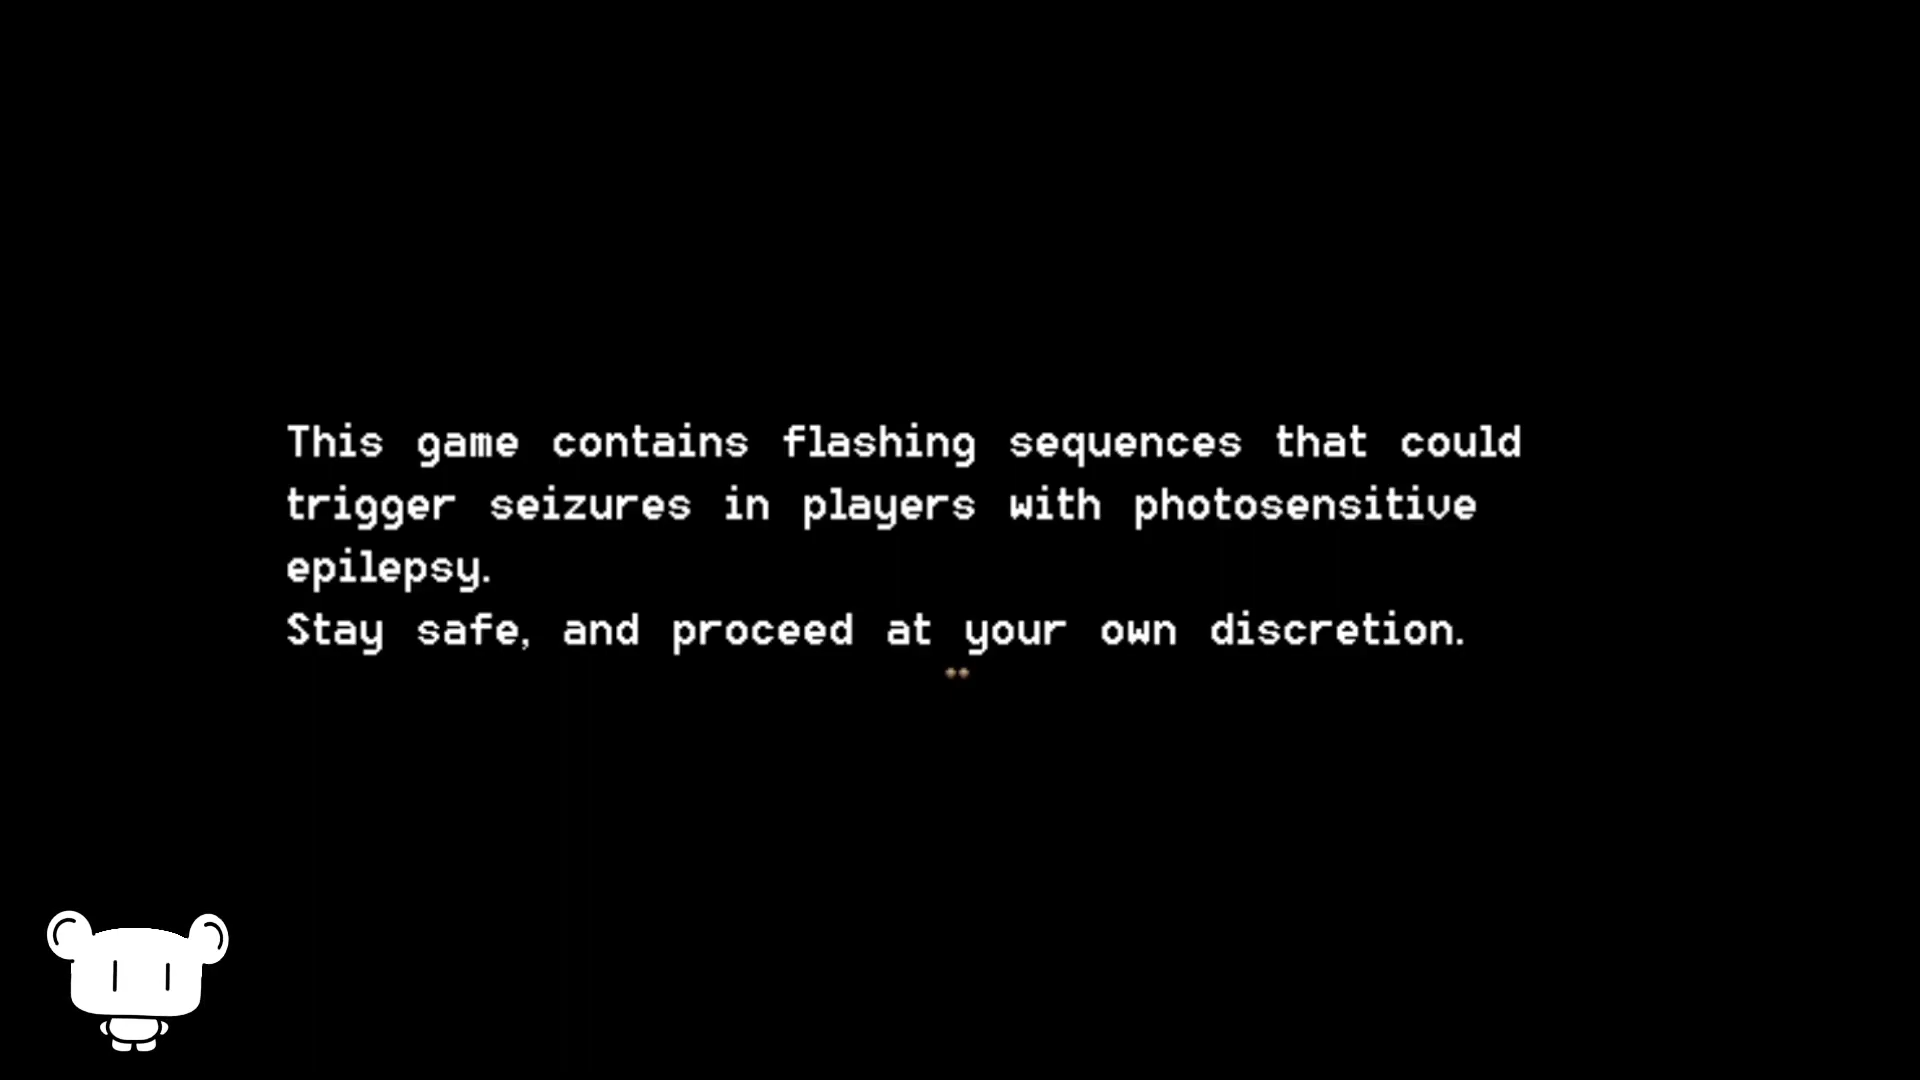 This game contains flashing sequences that could
trigger seizures in players with photosensitive
epilepsy.
Stay safe, and proceed at your own discretion.